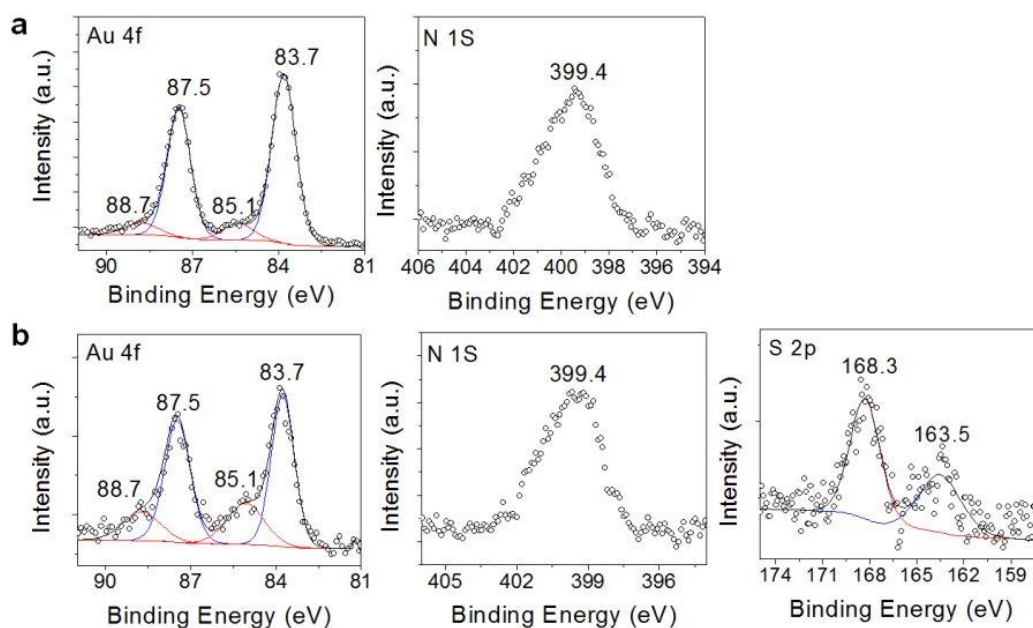 a
Au 4f
87.5
83.7
88.7
85.1
Intensity (a.u.)
90 87 84 81
Binding Energy (eV)
N 1S
399.4
Intensity (a.u.)
406 404 402 400 398 396 394
Binding Energy (eV)
b
Au 4f
87.5
83.7
88.7
85.1
Intensity (a.u.)
90 87 84 81
Binding Energy (eV)
N 1S
399.4
Intensity (a.u.)
405 402 399 396
Binding Energy (eV)
S 2p
168.3
163.5
Intensity (a.u.)
174 171 168 165 162 159
Binding Energy (eV)